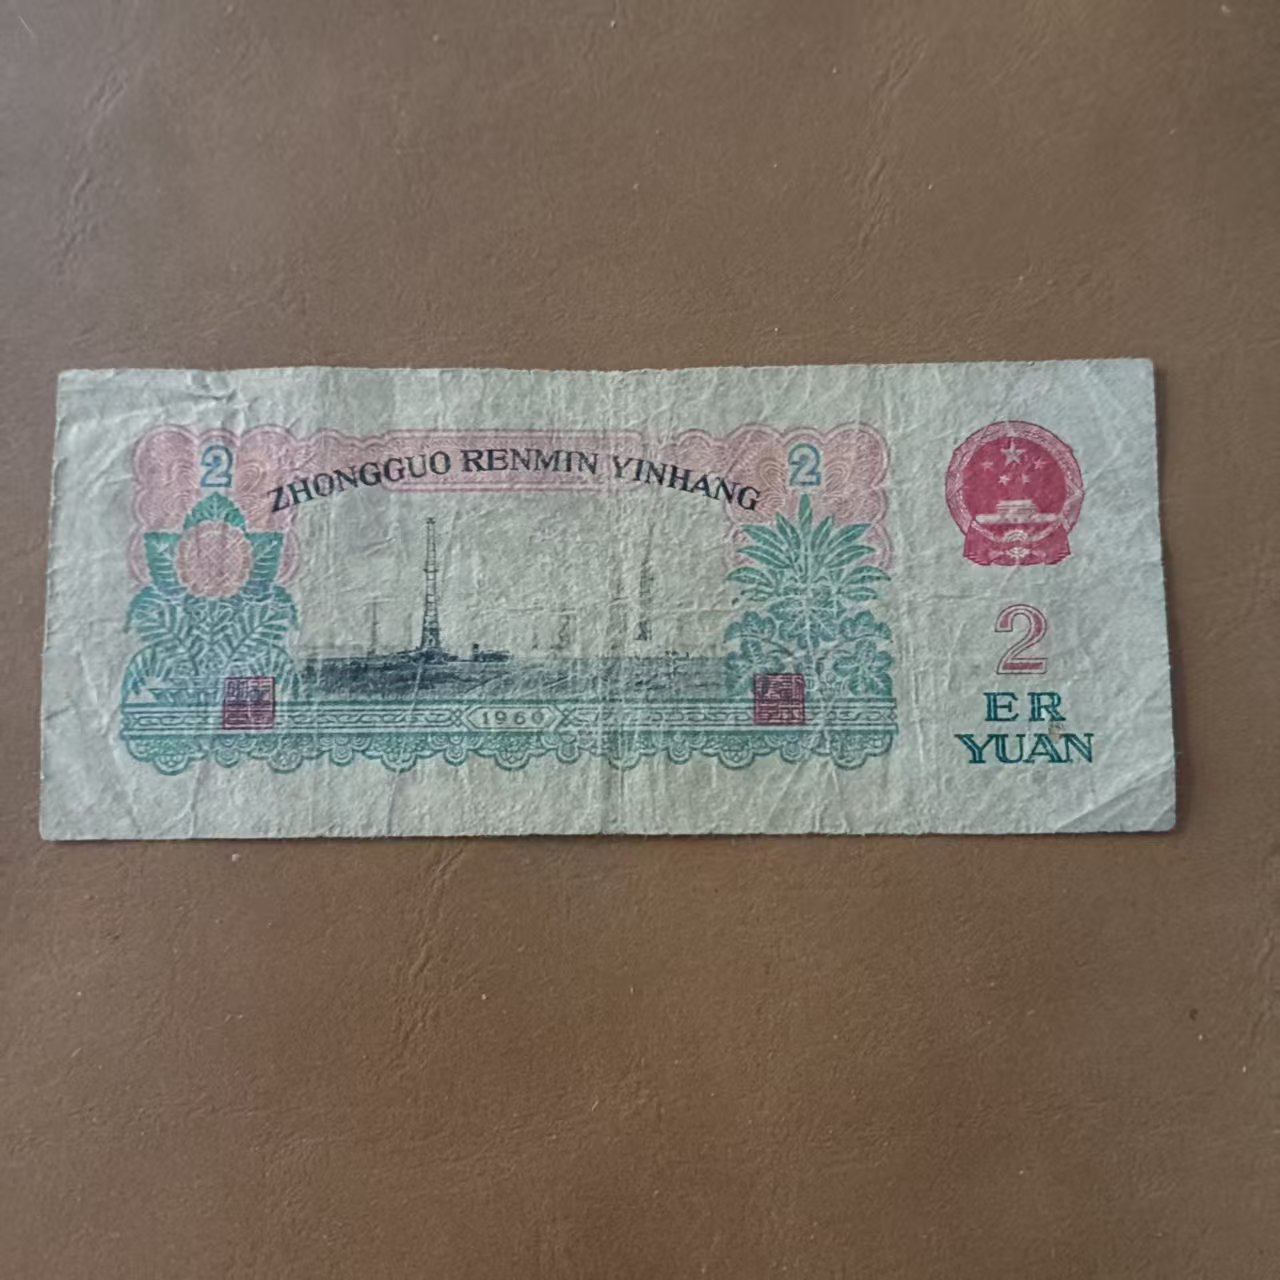 2
ZHONGGUO RENMIN YINHANG
2
2
ER
YUAN
1960